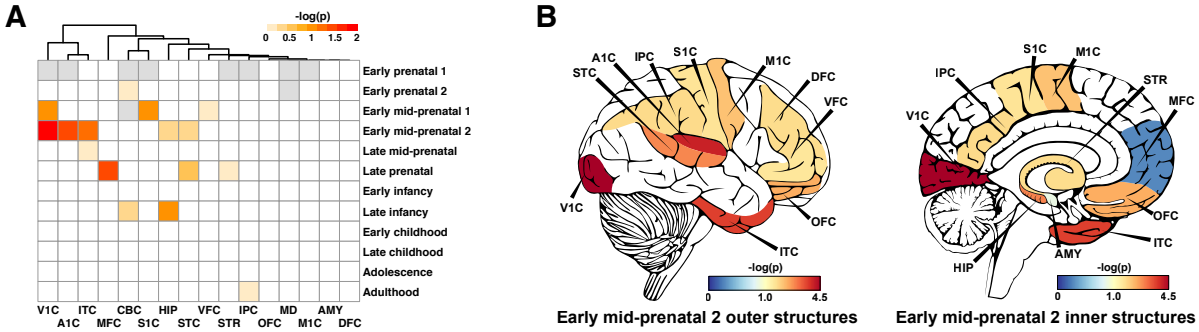 A
-log(p)
0 0.5 1 1.5 2
Early prenatal 1
Early prenatal 2
Early mid-prenatal 1
Early mid-prenatal 2
Late mid-prenatal
Late prenatal
Early infancy
Late infancy
Early childhood
Late childhood
Adolescence
Adulthood
V1C ITC CBC HIP VFC IPC MD AMY
A1C MFC S1C STC STR OFC M1C DFC
B
S1C
A1C IPC M1C
STC DFC
VFC
V1C
OFC
ITC
-log(p)
0 1.0 4.5
Early mid-prenatal 2 outer structures
S1C M1C
IPC STR
MFC
V1C
OFC
ITC
HIP AMY
-log(p)
0 1.0 4.5
Early mid-prenatal 2 inner structures